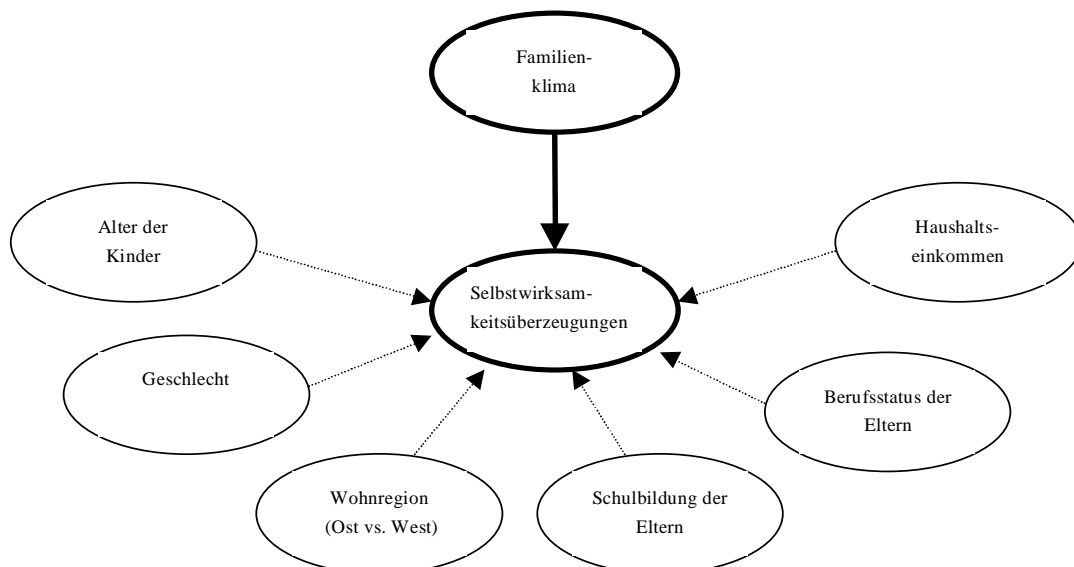 Familien-
klima
Alter der
Kinder
Haushalts-
einkommen
Selbstwirksam-
keitsüberzeugungen
Geschlecht
Berufsstatus der
Eltern
Wohnregion
(Ost vs. West)
Schulbildung der
Eltern